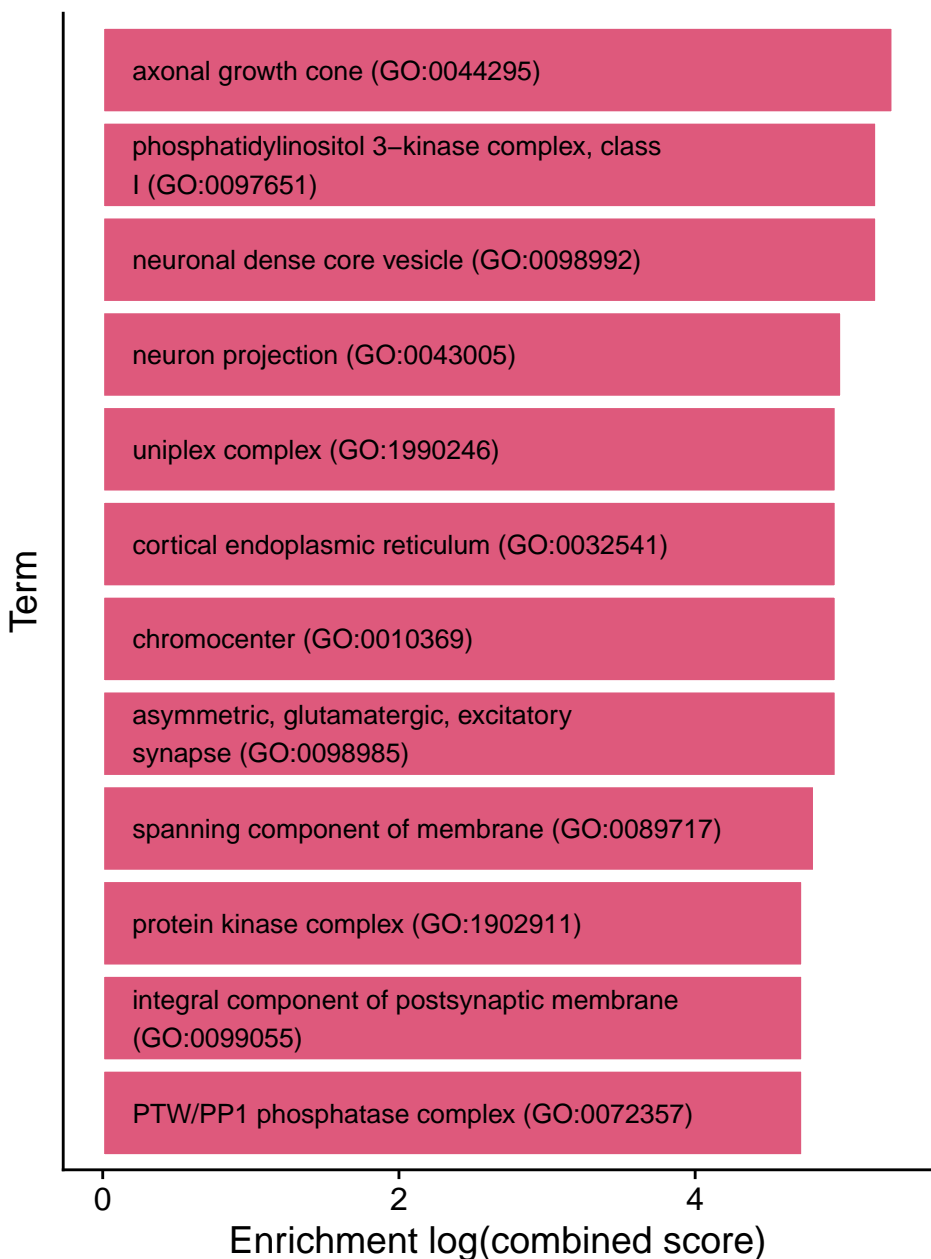 axonal growth cone (GO:0044295)
phosphatidylinositol 3−kinase complex, class
I (GO:0097651)
neuronal dense core vesicle (GO:0098992)
neuron projection (GO:0043005)
uniplex complex (GO:1990246)
cortical endoplasmic reticulum (GO:0032541)
chromocenter (GO:0010369)
asymmetric, glutamatergic, excitatory
synapse (GO:0098985)
spanning component of membrane (GO:0089717)
protein kinase complex (GO:1902911)
integral component of postsynaptic membrane
(GO:0099055)
PTW/PP1 phosphatase complex (GO:0072357)
Term
0 2 4
Enrichment log(combined score)